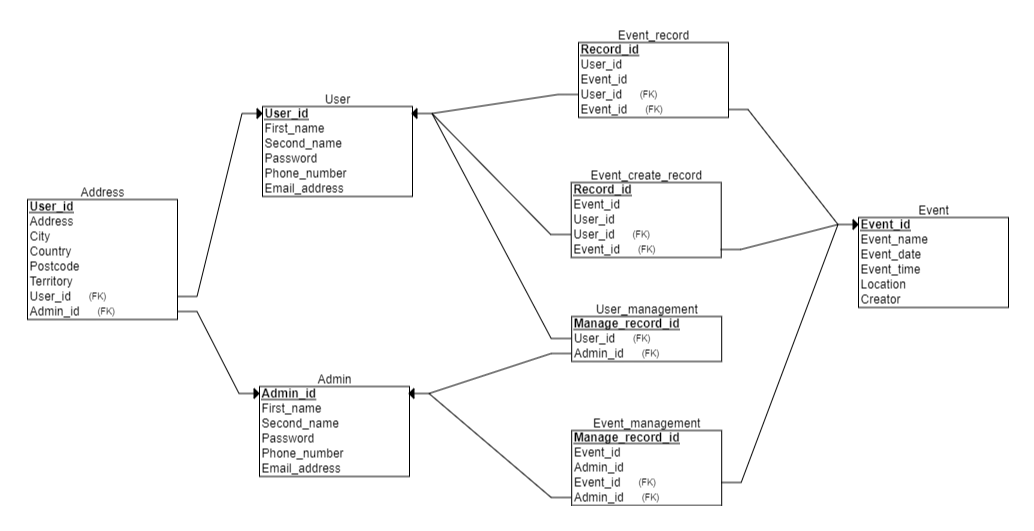 Event_record
Record_id
User_id
Event_id
User_id (FK)
Event_id (FK)
User
User_id
First_name
Second_name
Password
Phone_number
Email_address
Event_create_record
Record_id
Event_id
User_id
User_id (FK)
Event_id (FK)
Address
User_id
Address
City
Country
Postcode
Territory
User_id (FK)
Admin_id (FK)
Event
Event_id
Event_name
Event_date
Event_time
Location
Creator
User_management
Manage_record_id
User_id (FK)
Admin_id (FK)
Admin
Admin_id
First_name
Second_name
Password
Phone_number
Email_address
Event_management
Manage_record_id
Event_id
Admin_id
Event_id (FK)
Admin_id (FK)